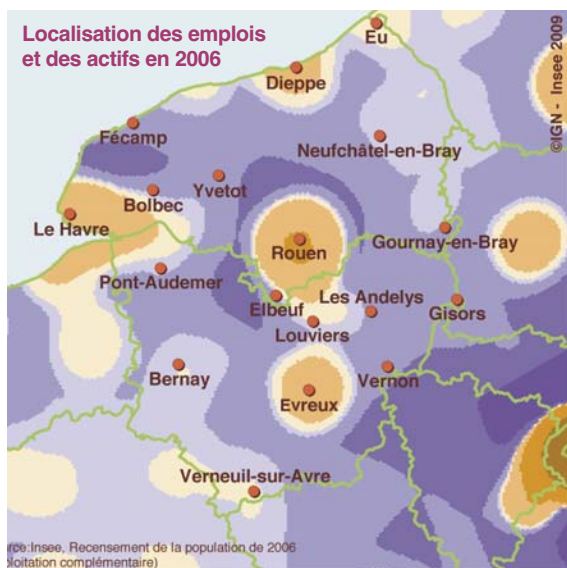 Localisation des emplois
et des actifs en 2006
Eu
©IGN - Insee 2009
Dieppe
Fécamp
Neufchâtel-en-Bray
Yvetot
Bolbec
Le Havre
Rouen
Gournay-en-Bray
Pont-Audemer
Elbeuf
Les Andelys
Gisors
Louviers
Bernay
Vernon
Evreux
Verneuil-sur-Avre
rce:Insee, Recensement de la population de 2006
ploitation complémentaire)